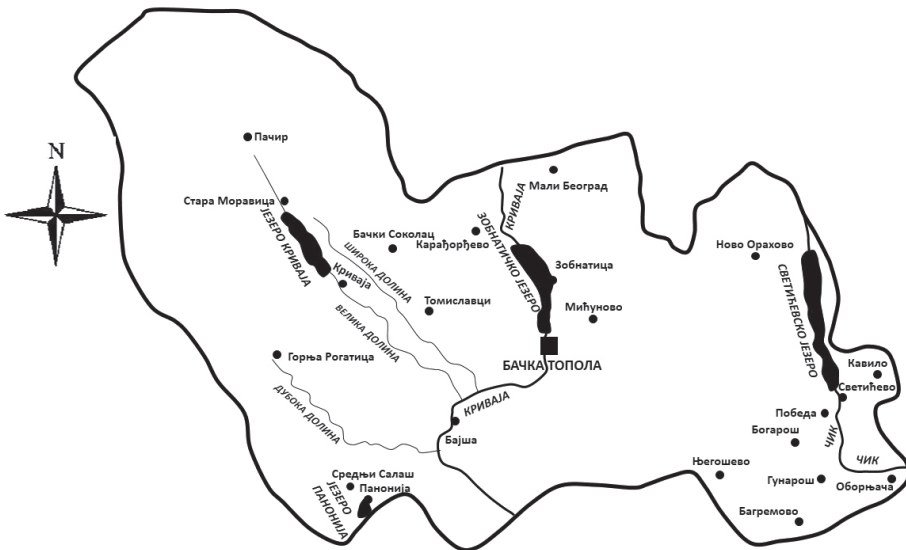 N
Пачир
Стара Моравица
ЈЕЗЕРО КРИВАЈА
Криваја
ШИРОКА ДОЛИНА
ВЕЛИКА ДОЛИНА
Бачки Соколац
Карађорђево
Томиславци
КРИВАЈА
Мали Београд
ЗОБНАТИЧКО ЈЕЗЕРО
Зобнатица
Мићуново
БАЧКА ТОПОЛА
Горња Рогатица
ДУБОКА ДОЛИНА
КРИВАЈА
Бајша
Средњи Салаш
Панонија
ЈЕЗЕРО
ПАНОНИЈА
Ново Орахово
СВЕТИЋЕВСКО ЈЕЗЕРО
Кавило
Светићево
Победа
Богарош
ЧИК
ЧИК
Његошево
Гунарош
Оборњача
Багремово